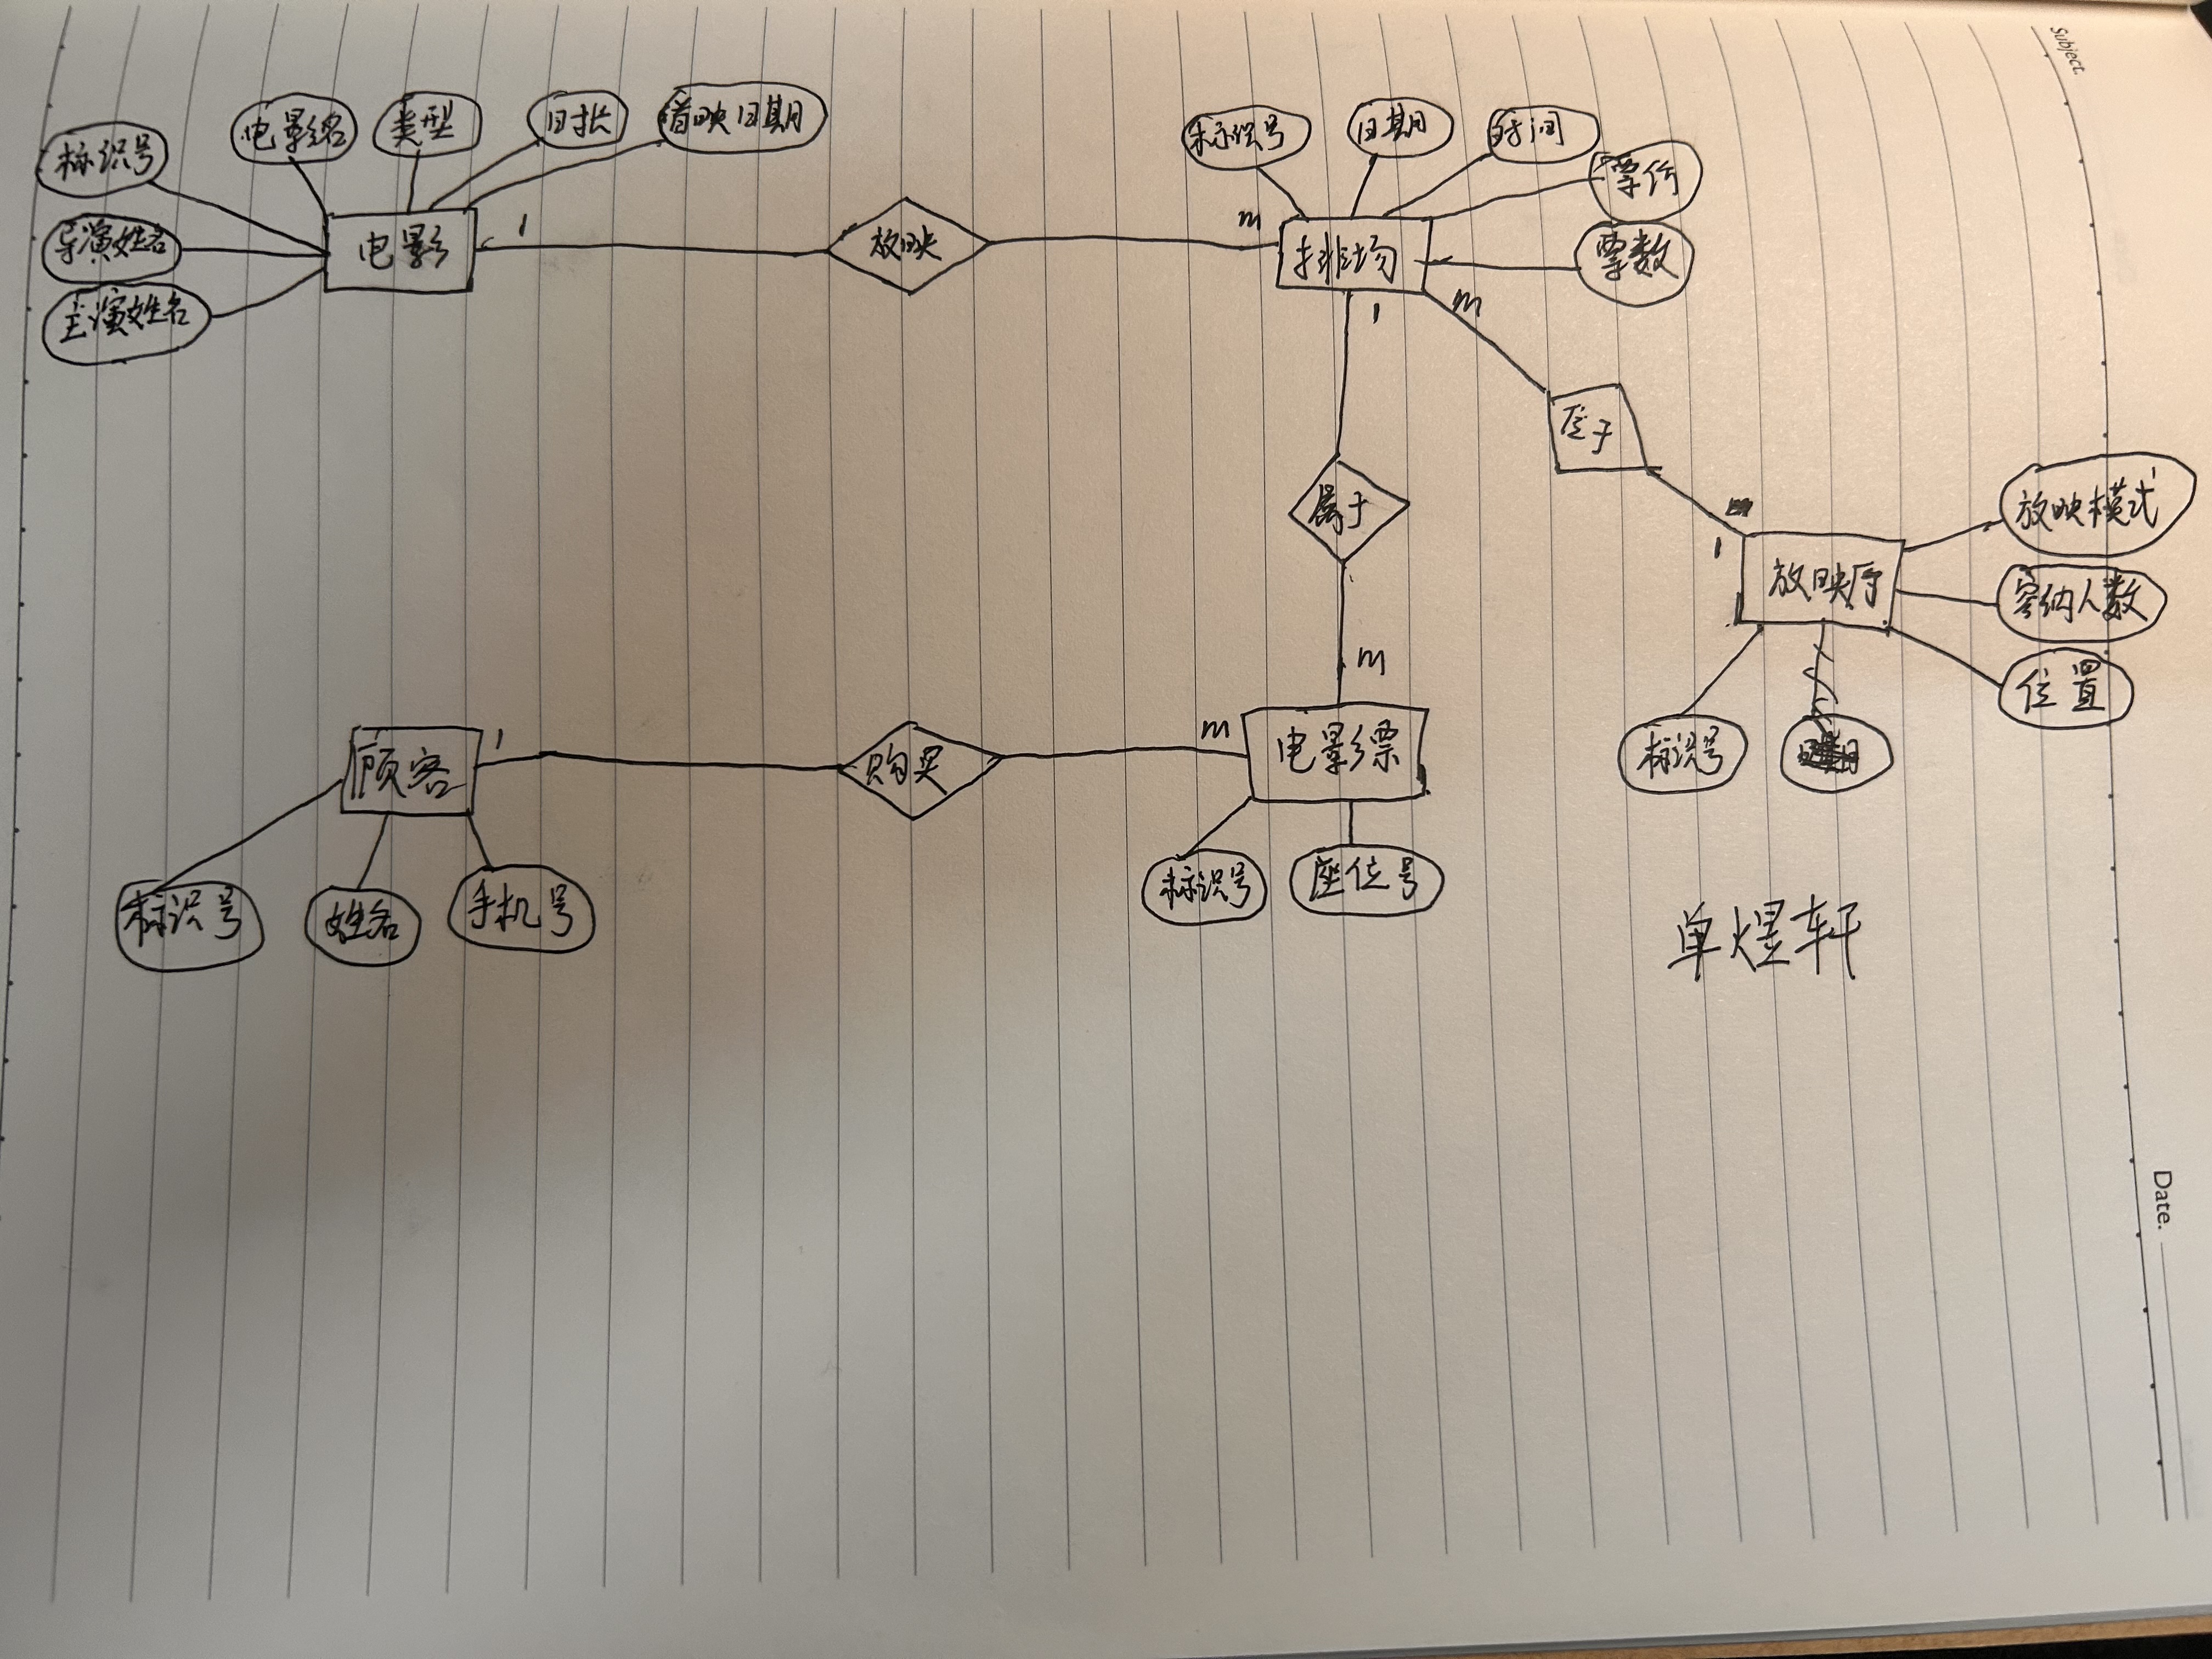 Subject.
标识号
电影名
类型
时长
首映日期
导演姓名
主演姓名
电影
1
放映
m
标识号
日期
时间
票价
票数
排场
1
m
位于
1
属于
m
放映厅
放映模式
容纳人数
位置
标识号
顾客
1
购买
m
电影票
标识号
姓名
手机号
标识号
座位号
单煜轩
Date.